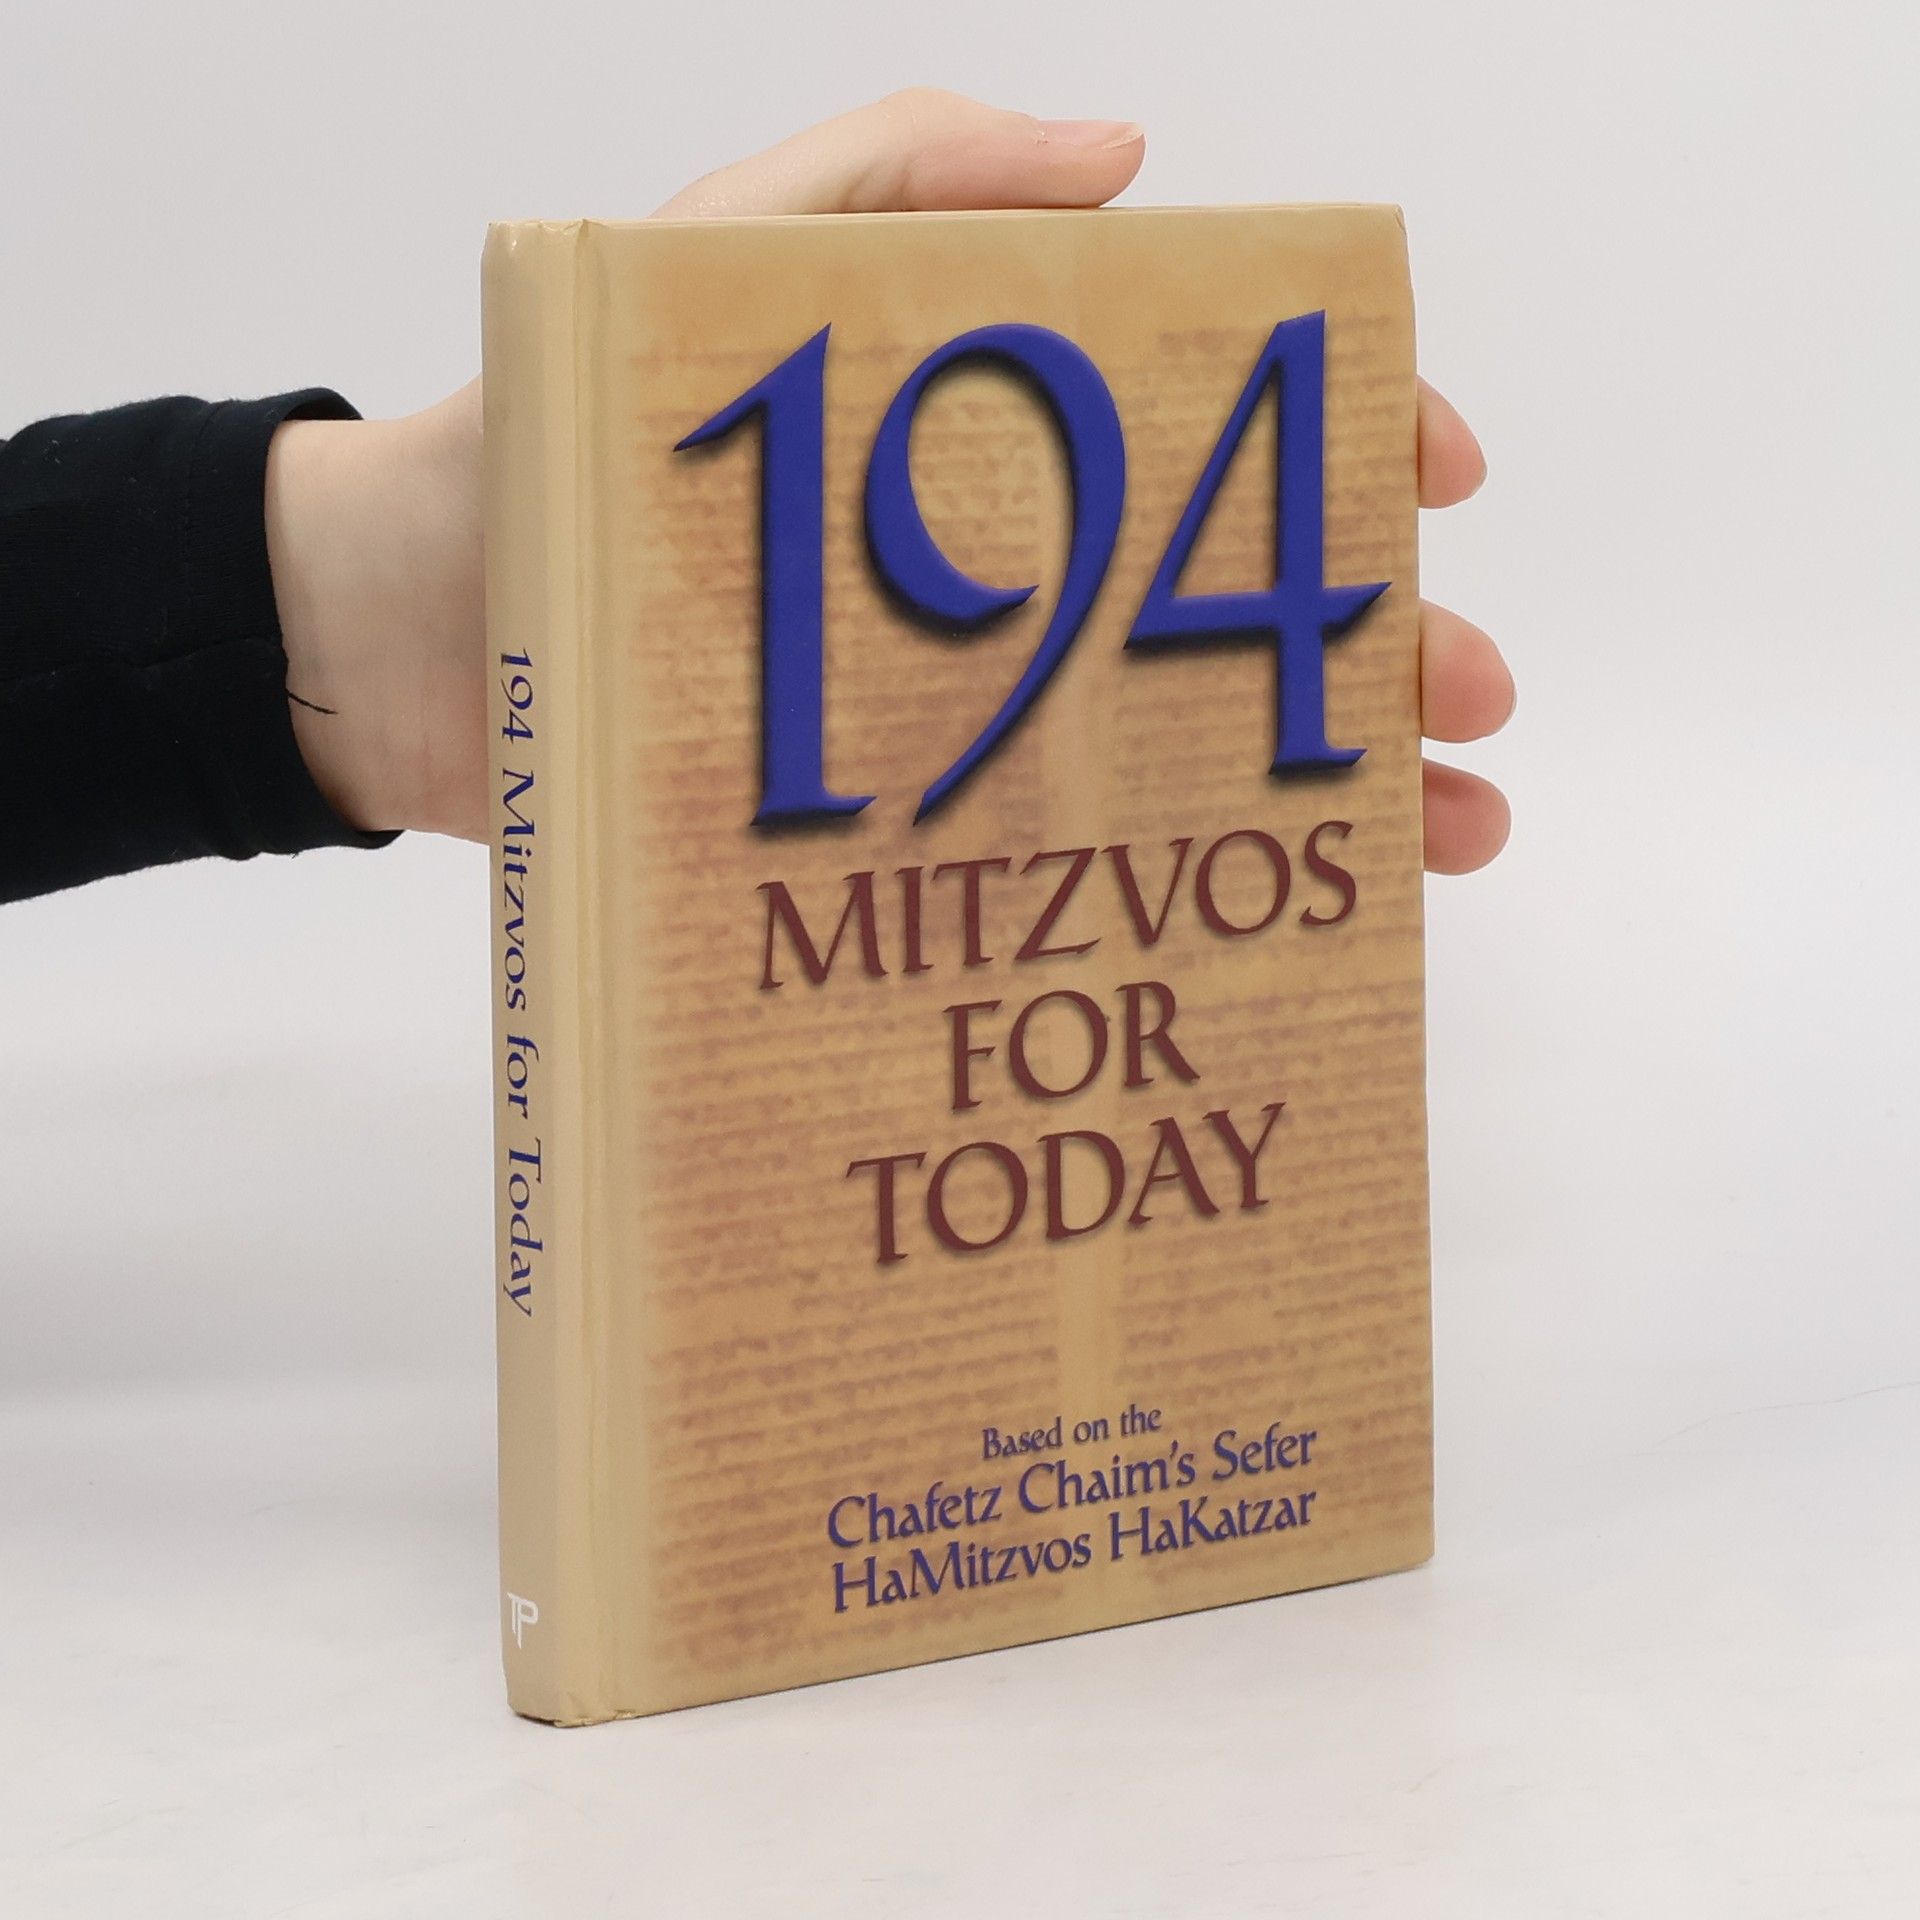 194
MITZVOS
FOR
TODAY
Based on the
Chafetz Chaim's Sefer
HaMitzvos HaKatzar
194 Mitzvos for Today
TP